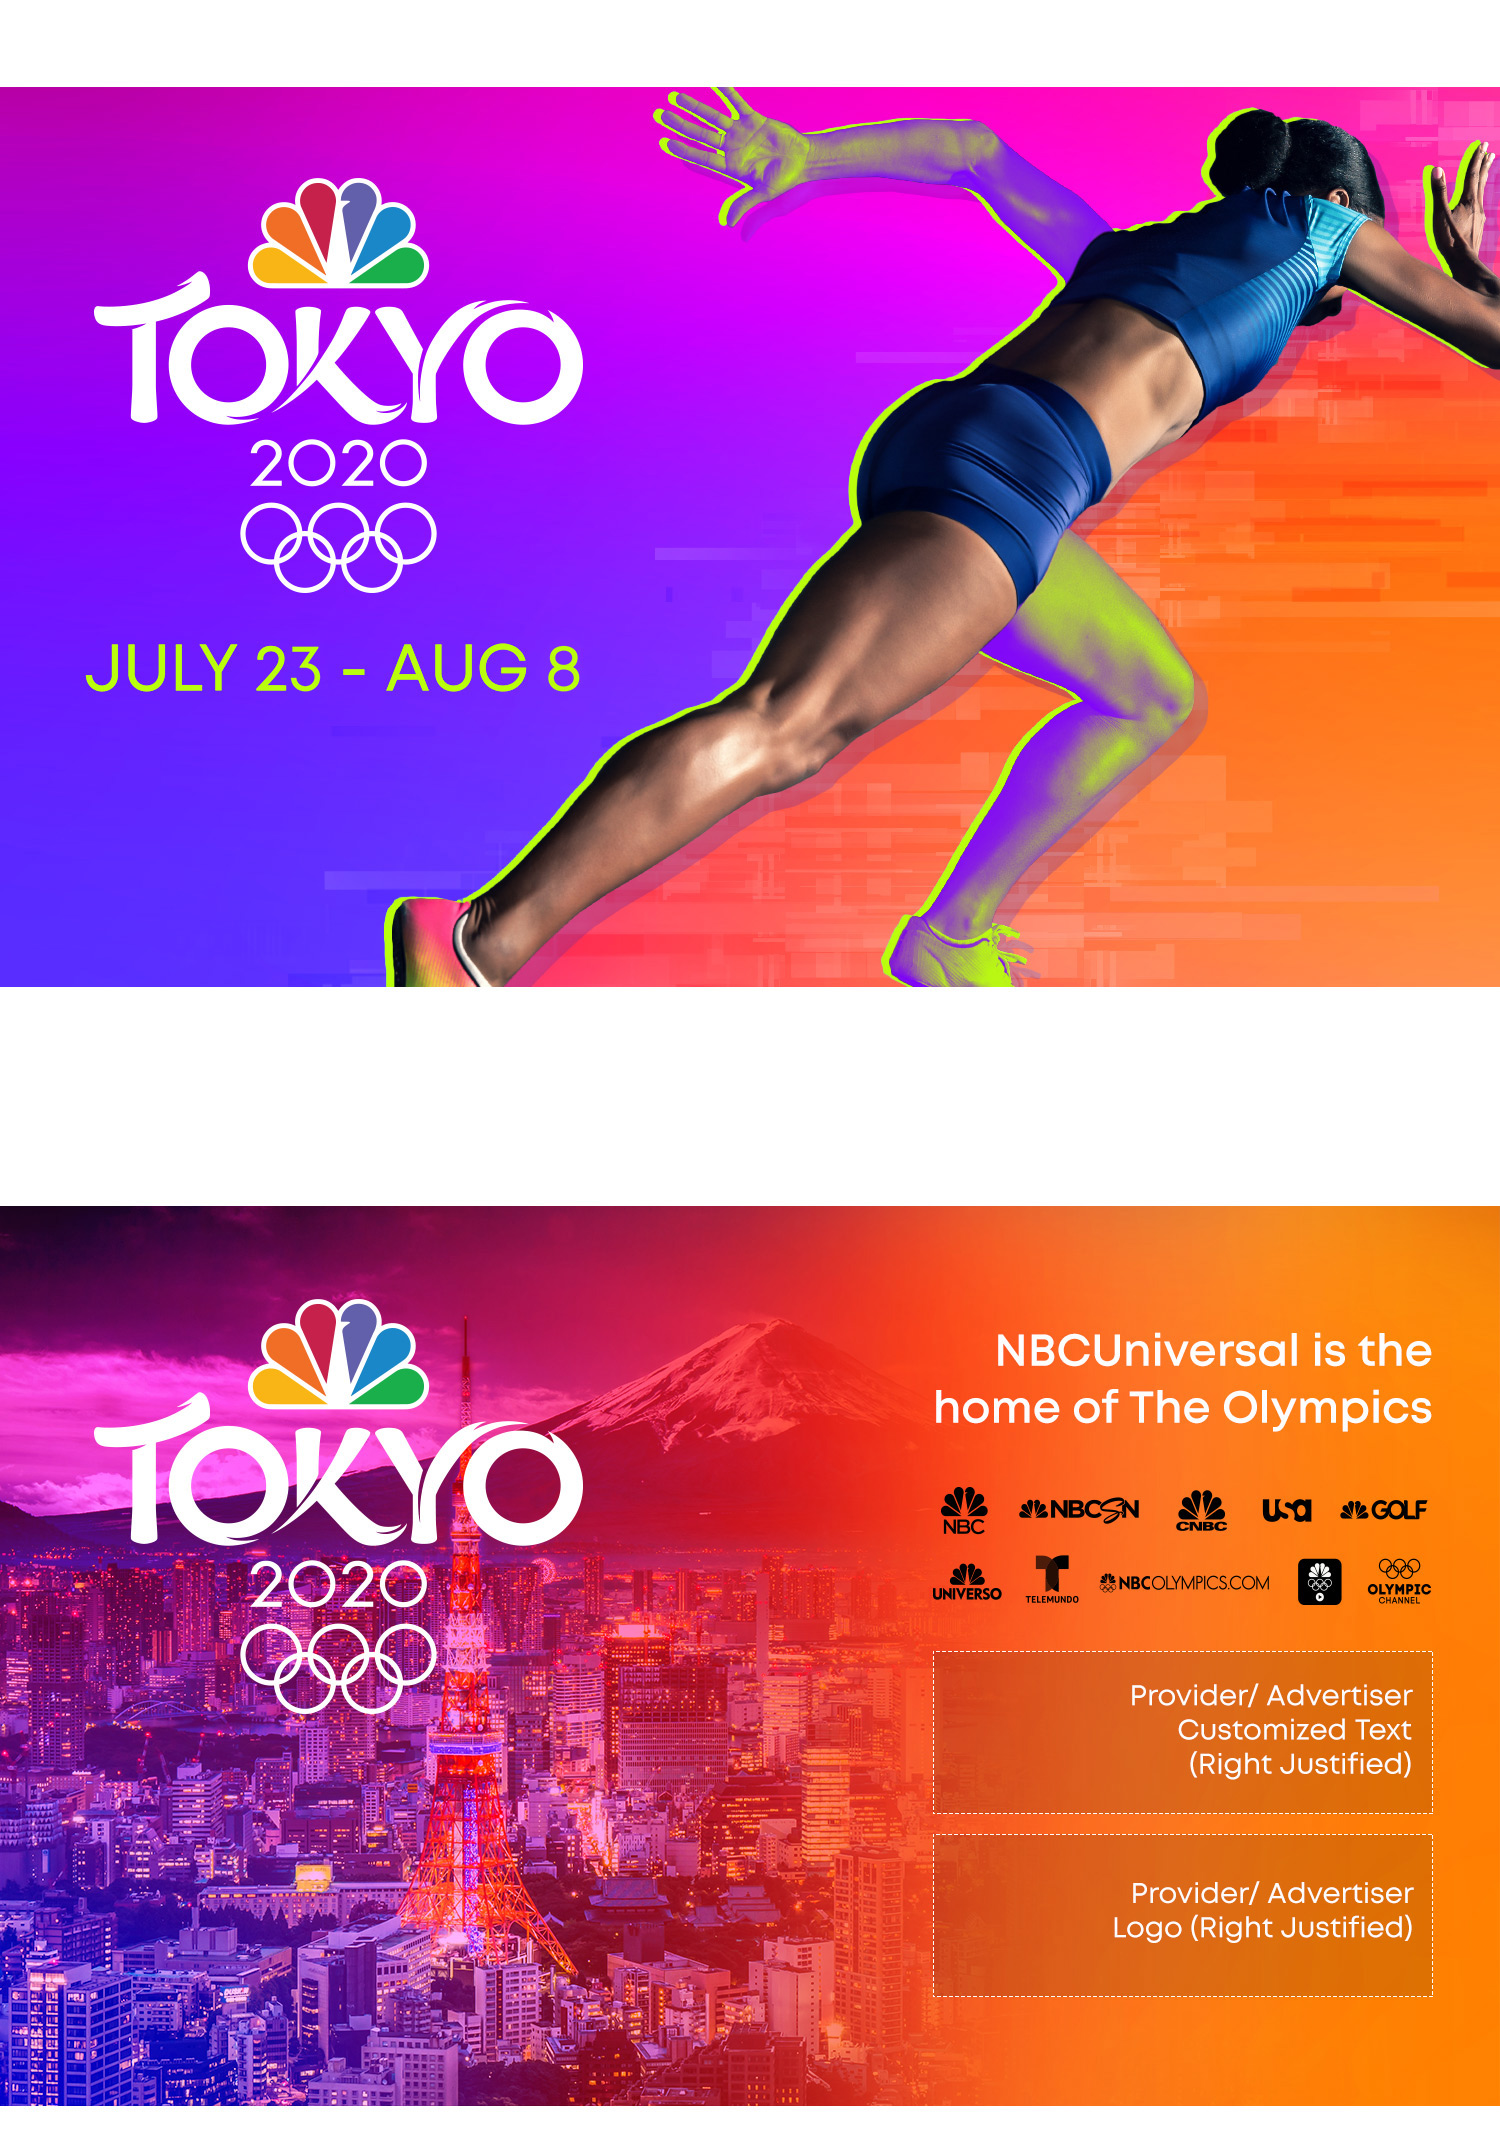 TOKYO
2020
JULY 23 - AUG 8
TOKYO
2020
NBCUniversal is the
home of The Olympics
NBC NBCSN CNBC USA GOLF
UNIVERSO TELEMUNDO NBCOLYMPICS.COM OLYMPIC CHANNEL
Provider/ Advertiser
Customized Text
(Right Justified)
Provider/ Advertiser
Logo (Right Justified)